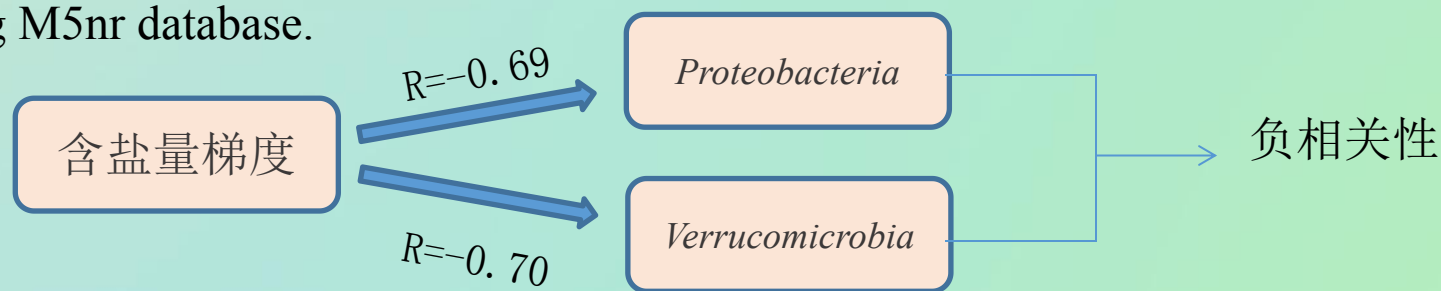 M5nr database.
R=-0.69
Proteobacteria
含盐量梯度
负相关性
Verrucomicrobia
R=-0.70